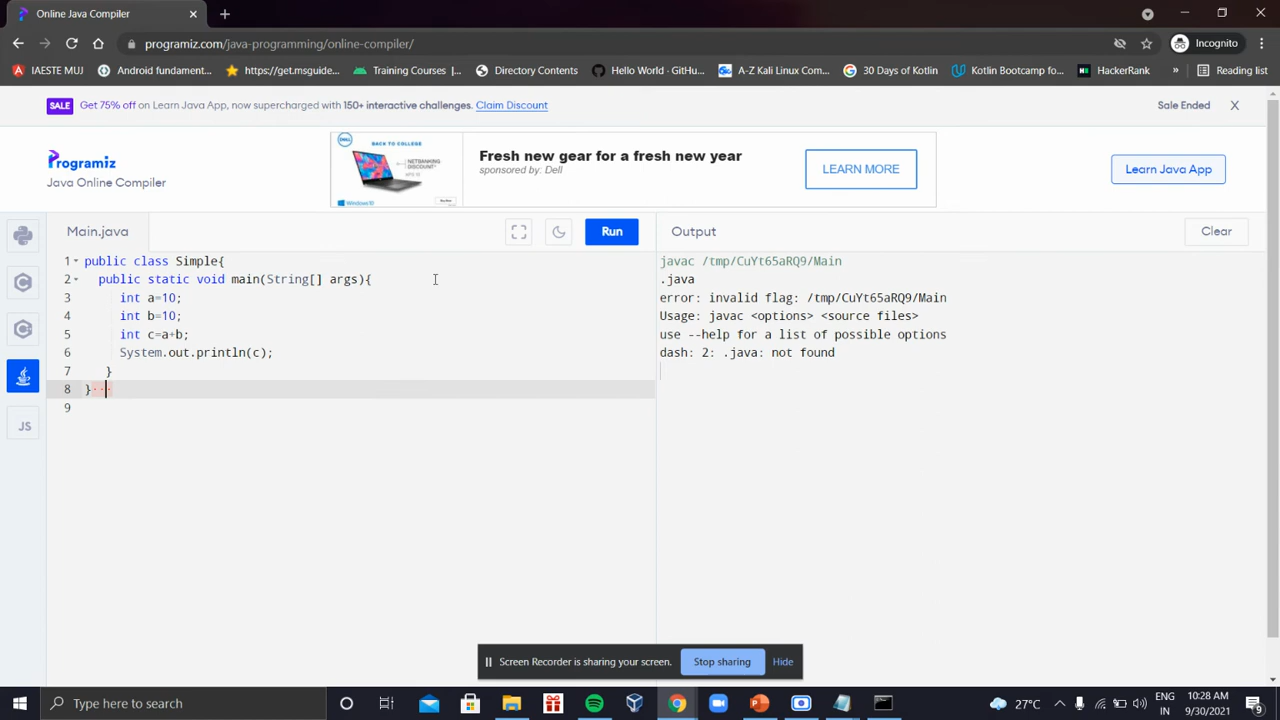 Online Java Compiler
programiz.com/java-programming/online-compiler/
Incognito
IAESTE MUJ
Android fundament...
https://get.msguide...
Training Courses |...
Directory Contents
Hello World · GitHu...
A-Z Kali Linux Com...
30 Days of Kotlin
Kotlin Bootcamp fo...
HackerRank
»
Reading list
SALE
Get 75% off on Learn Java App, now supercharged with 150+ interactive challenges. Claim Discount
Sale Ended
Programiz
Java Online Compiler
DELL
BACK TO COLLEGE
NETBANKING
DISCOUNT*
Windows10
Fresh new gear for a fresh new year
sponsored by: Dell
LEARN MORE
Learn Java App
Main.java
Run
Output
Clear
JS
1 public class Simple{
2 public static void main(String[] args){
3 int a=10;
4 int b=10;
5 int c=a+b;
6 System.out.println(c);
7 }
8 }
9
javac /tmp/CuYt65aRQ9/Main
.java
error: invalid flag: /tmp/CuYt65aRQ9/Main
Usage: javac <options> <source files>
use --help for a list of possible options
dash: 2: .java: not found
Screen Recorder is sharing your screen.
Stop sharing
Hide
Type here to search
27°C
ENG
IN
10:28 AM
9/30/2021